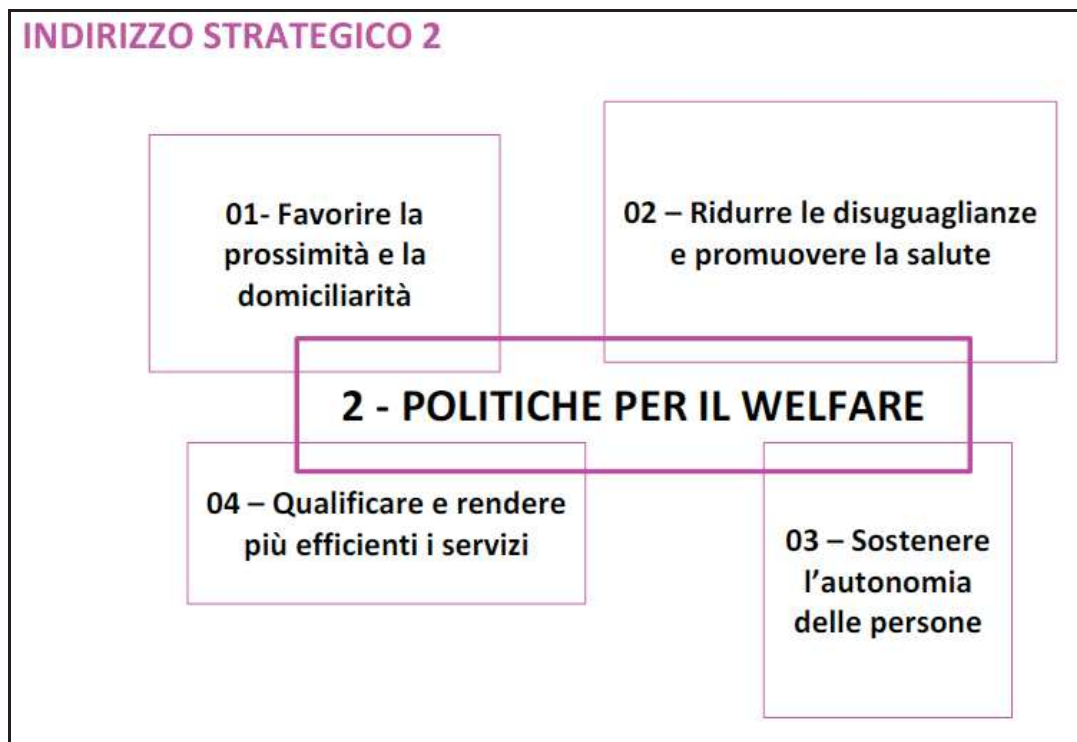 INDIRIZZO STRATEGICO 2
01- Favorire la
prossimità e la
domiciliarità
02 – Ridurre le disuguaglianze
e promuovere la salute
2 - POLITICHE PER IL WELFARE
04 – Qualificare e rendere
più efficienti i servizi
03 – Sostenere
l’autonomia
delle persone